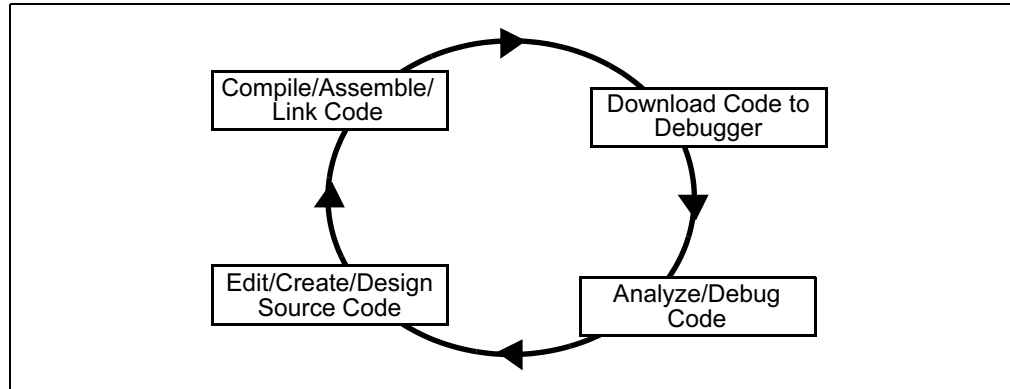 Compile/Assemble/
Link Code
Download Code to
Debugger
Edit/Create/Design
Source Code
Analyze/Debug
Code